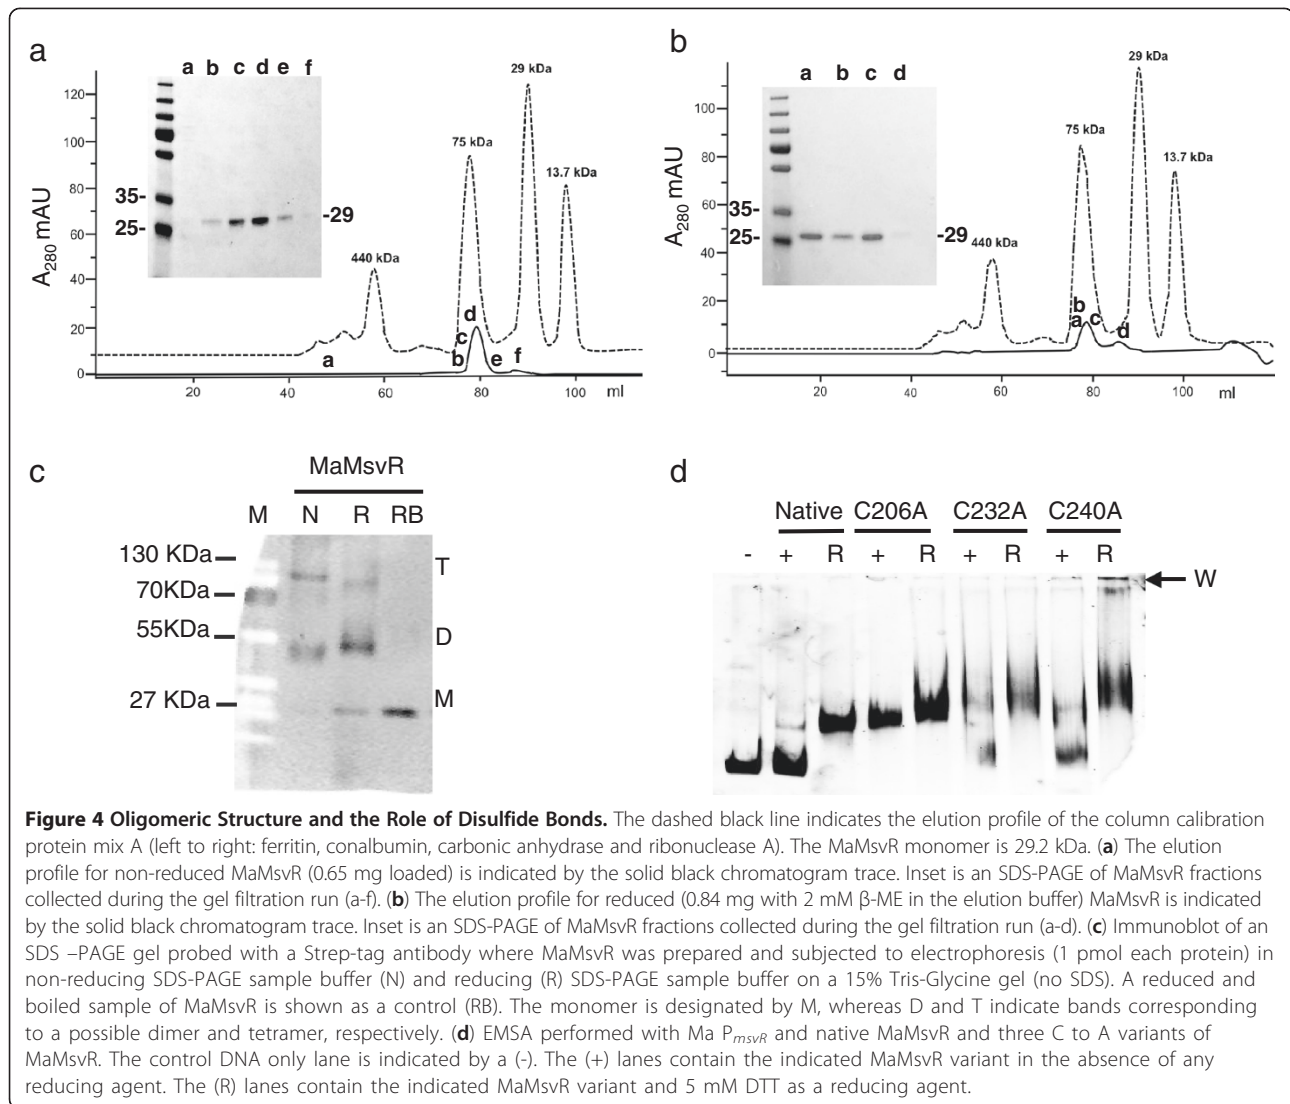 a
a b c d e f
120
100
80
60
40
20
0
A280 mAU
35-
25-
-29
440 kDa
75 kDa
29 kDa
13.7 kDa
a
b
c
d
e
f
20 40 60 80 100 ml
b
a b c d
100
80
60
40
20
0
A280 mAU
35-
25-
-29
440 kDa
75 kDa
29 kDa
13.7 kDa
b
a
c
d
20 40 60 80 100 ml
c
MaMsvR
M N R RB
130 KDa
70KDa
55KDa
27 KDa
T
D
M
d
Native C206A C232A C240A
- + R + R + R + R
W
Figure 4 Oligomeric Structure and the Role of Disulfide Bonds. The dashed black line indicates the elution profile of the column calibration
protein mix A (left to right: ferritin, conalbumin, carbonic anhydrase and ribonuclease A). The MaMsvR monomer is 29.2 kDa. (a) The elution
profile for non-reduced MaMsvR (0.65 mg loaded) is indicated by the solid black chromatogram trace. Inset is an SDS-PAGE of MaMsvR fractions
collected during the gel filtration run (a-f). (b) The elution profile for reduced (0.84 mg with 2 mM β-ME in the elution buffer) MaMsvR is indicated
by the solid black chromatogram trace. Inset is an SDS-PAGE of MaMsvR fractions collected during the gel filtration run (a-d). (c) Immunoblot of an
SDS –PAGE gel probed with a Strep-tag antibody where MaMsvR was prepared and subjected to electrophoresis (1 pmol each protein) in
non-reducing SDS-PAGE sample buffer (N) and reducing (R) SDS-PAGE sample buffer on a 15% Tris-Glycine gel (no SDS). A reduced and
boiled sample of MaMsvR is shown as a control (RB). The monomer is designated by M, whereas D and T indicate bands corresponding
to a possible dimer and tetramer, respectively. (d) EMSA performed with Ma PmsvR and native MaMsvR and three C to A variants of
MaMsvR. The control DNA only lane is indicated by a (-). The (+) lanes contain the indicated MaMsvR variant in the absence of any
reducing agent. The (R) lanes contain the indicated MaMsvR variant and 5 mM DTT as a reducing agent.